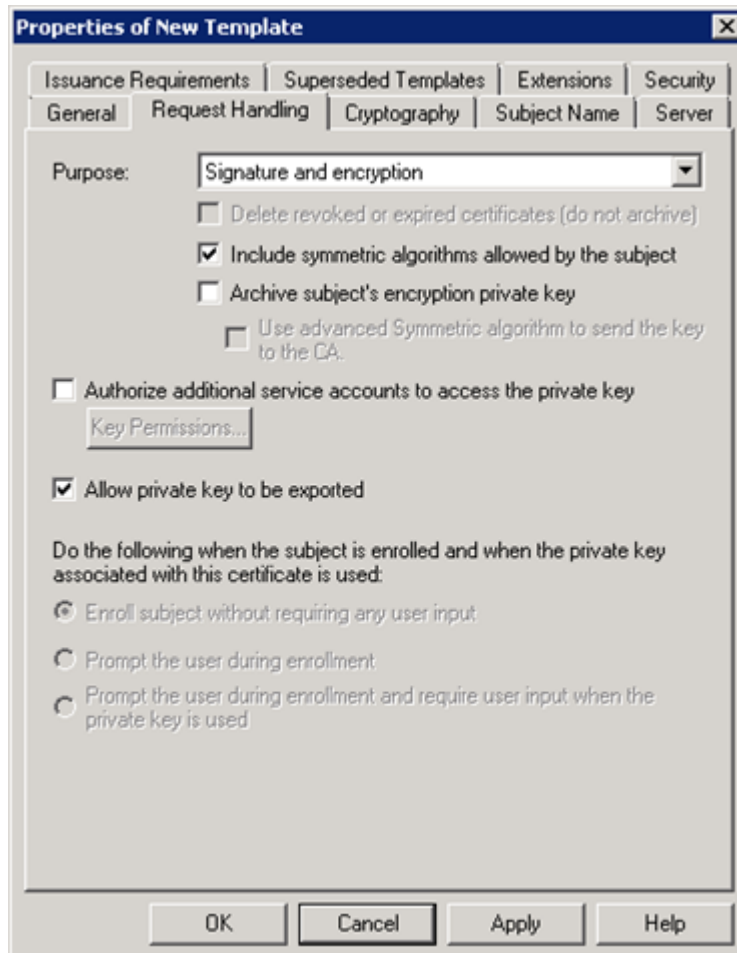 Properties of New Template
Issuance Requirements
Superseded Templates
Extensions
Security
General
Request Handling
Cryptography
Subject Name
Server
Purpose:
Signature and encryption
Delete revoked or expired certificates (do not archive)
Include symmetric algorithms allowed by the subject
Archive subject's encryption private key
Use advanced Symmetric algorithm to send the key
to the CA.
Authorize additional service accounts to access the private key
Key Permissions...
Allow private key to be exported
Do the following when the subject is enrolled and when the private key
associated with this certificate is used:
Enroll subject without requiring any user input
Prompt the user during enrollment
Prompt the user during enrollment and require user input when the
private key is used
OK
Cancel
Apply
Help